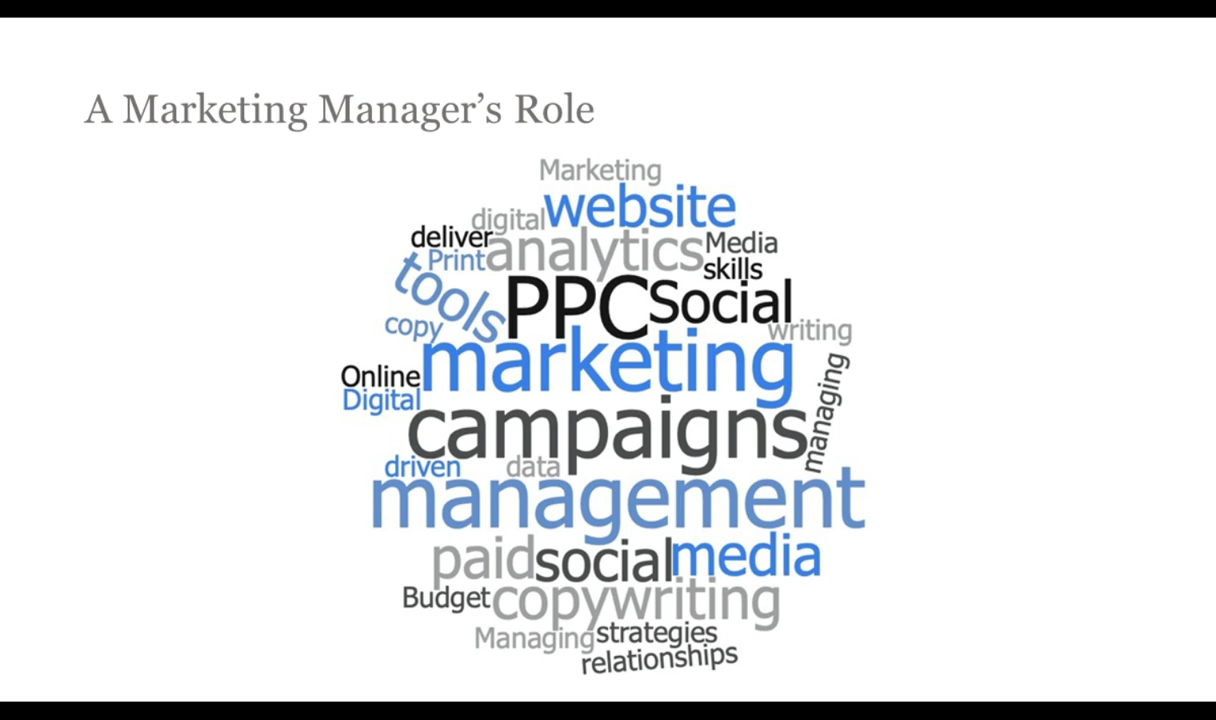 A Marketing Manager’s Role
Marketing
website
digital
deliver
analytics
Media
Print
skills
tools
PPC
Social
copy
writing
marketing
Online
Digital
managing
campaigns
driven
data
management
paid
social
media
Budget
copywriting
Managing
strategies
relationships